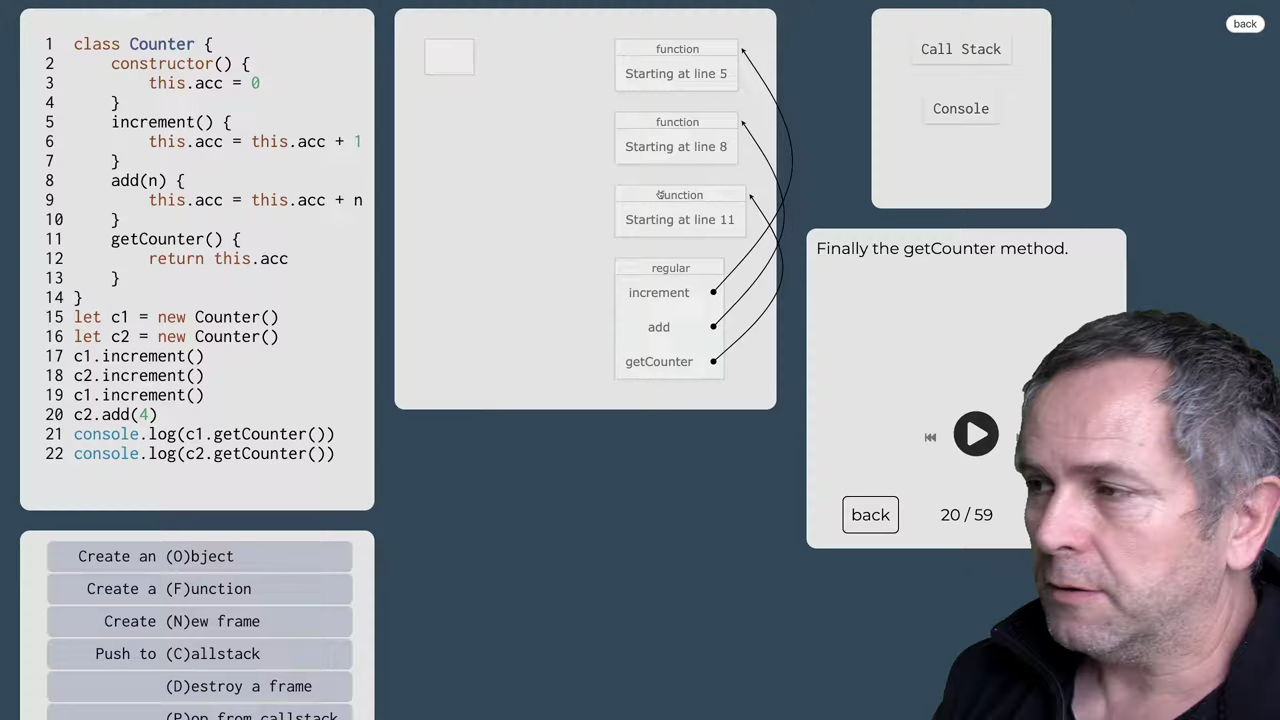 1 class Counter {
2 constructor() {
3 this.acc = 0
4 }
5 increment() {
6 this.acc = this.acc + 1
7 }
8 add(n) {
9 this.acc = this.acc + n
10 }
11 getCounter() {
12 return this.acc
13 }
14 }
15 let c1 = new Counter()
16 let c2 = new Counter()
17 c1.increment()
18 c2.increment()
19 c1.increment()
20 c2.add(4)
21 console.log(c1.getCounter())
22 console.log(c2.getCounter())
Create an (O)bject
Create a (F)unction
Create (N)ew frame
Push to (C)allstack
(D)estroy a frame
(P)op from callstack
function
Starting at line 5
function
Starting at line 8
function
Starting at line 11
regular
increment
add
getCounter
Call Stack
Console
back
Finally the getCounter method.
back
20 / 59